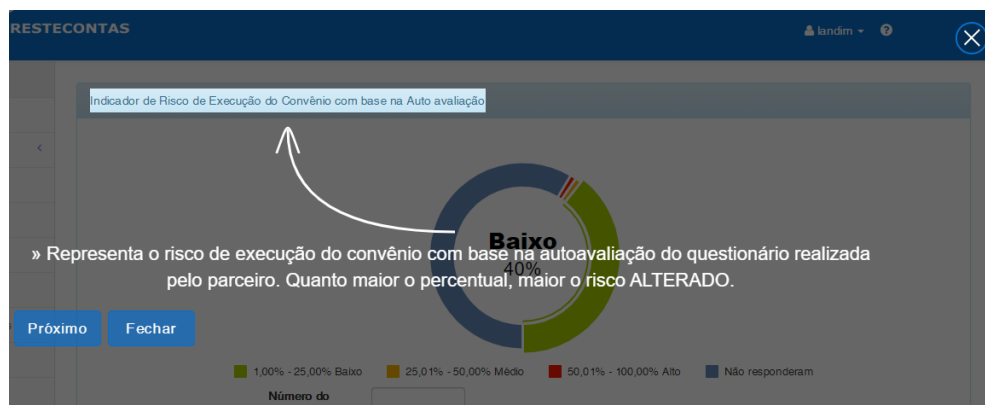 RESTECONTAS
landim
Indicador de Risco de Execução do Convênio com base na Auto avaliação
Baixo
40%
» Representa o risco de execução do convênio com base na autoavaliação do questionário realizada
pelo parceiro. Quanto maior o percentual, maior o risco ALTERADO.
Próximo Fechar
1,00% - 25,00% Baixo 25,01% - 50,00% Médio 50,01% - 100,00% Alto Não responderam
Número do